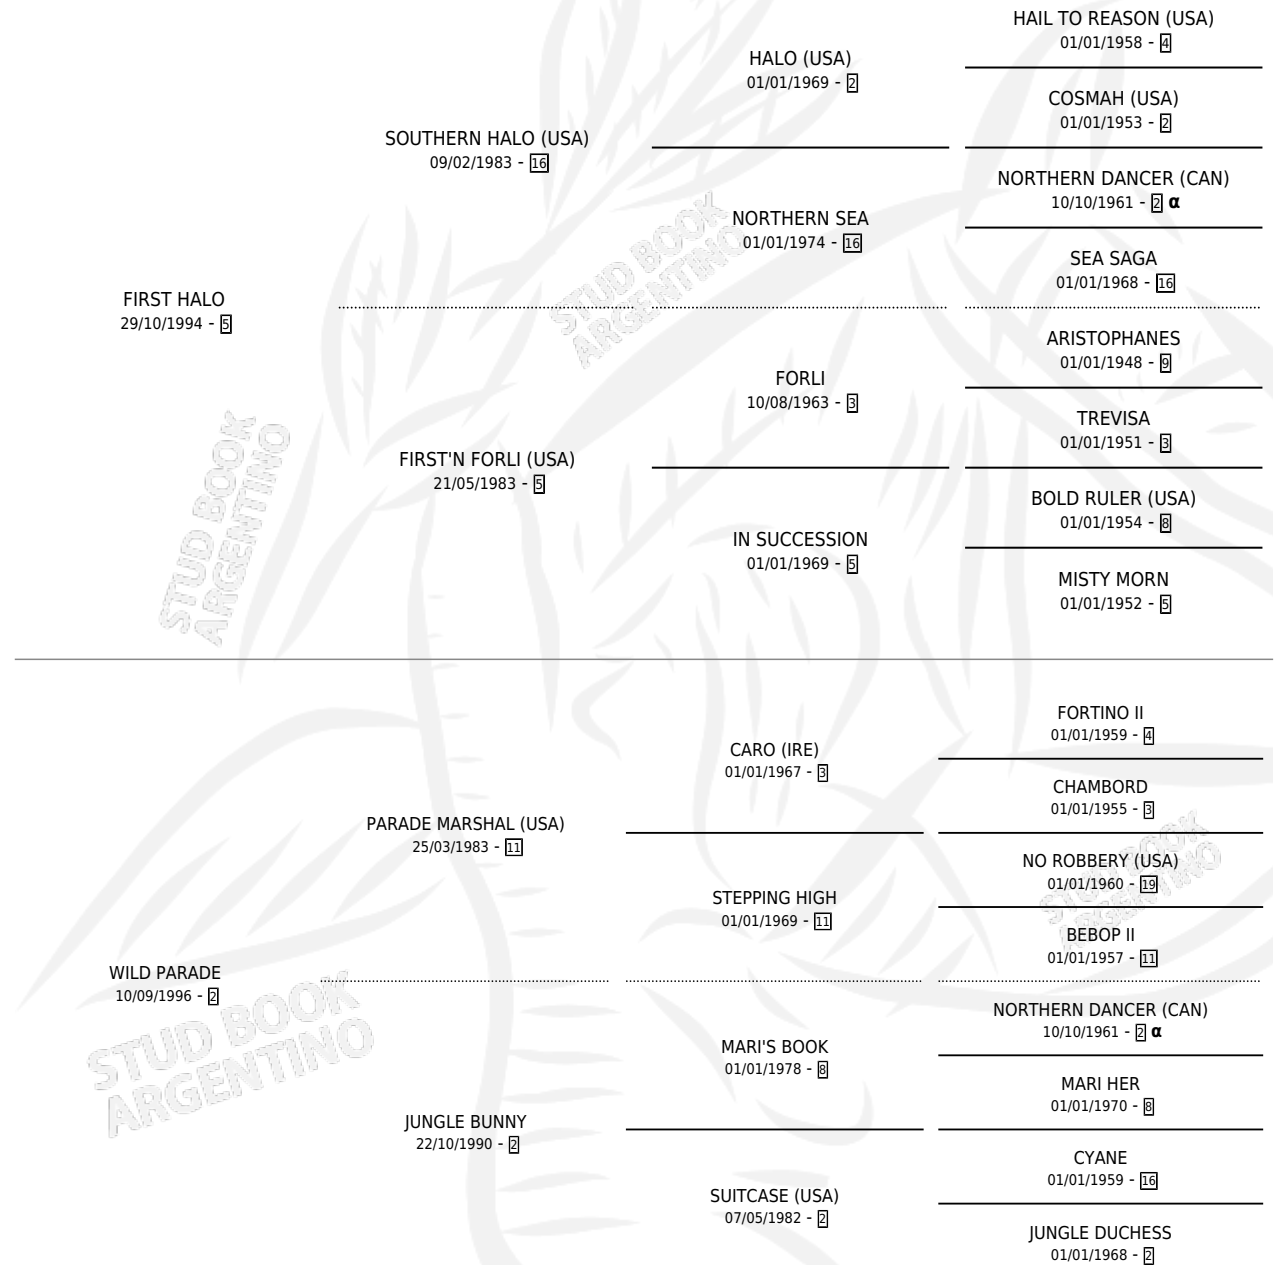 HAIL TO REASON (USA)
01/01/1958 - 4
HALO (USA)
01/01/1969 - 2
COSMAH (USA)
01/01/1953 - 2
SOUTHERN HALO (USA)
09/02/1983 - 16
NORTHERN DANCER (CAN)
10/10/1961 - 2 α
NORTHERN SEA
01/01/1974 - 16
SEA SAGA
01/01/1968 - 16
STUD BOOK
ARGENTINO
FIRST HALO
29/10/1994 - 5
ARISTOPHANES
01/01/1948 - 9
FORLI
10/08/1963 - 3
TREVISA
01/01/1951 - 3
FIRST'N FORLI (USA)
21/05/1983 - 5
BOLD RULER (USA)
01/01/1954 - 8
IN SUCCESSION
01/01/1969 - 5
MISTY MORN
01/01/1952 - 5
STUD BOOK
ARGENTINO
FORTINO II
01/01/1959 - 4
CARO (IRE)
01/01/1967 - 3
CHAMBORD
01/01/1955 - 3
PARADE MARSHAL (USA)
25/03/1983 - 11
NO ROBBERY (USA)
01/01/1960 - 19
STEPPING HIGH
01/01/1969 - 11
BEBOP II
01/01/1957 - 11
STUD BOOK
ARGENTINO
WILD PARADE
10/09/1996 - 2
NORTHERN DANCER (CAN)
10/10/1961 - 2 α
MARI'S BOOK
01/01/1978 - 8
MARI HER
01/01/1970 - 8
STUD BOOK
ARGENTINO
JUNGLE BUNNY
22/10/1990 - 2
CYANE
01/01/1959 - 16
SUITCASE (USA)
07/05/1982 - 2
JUNGLE DUCHESS
01/01/1968 - 2